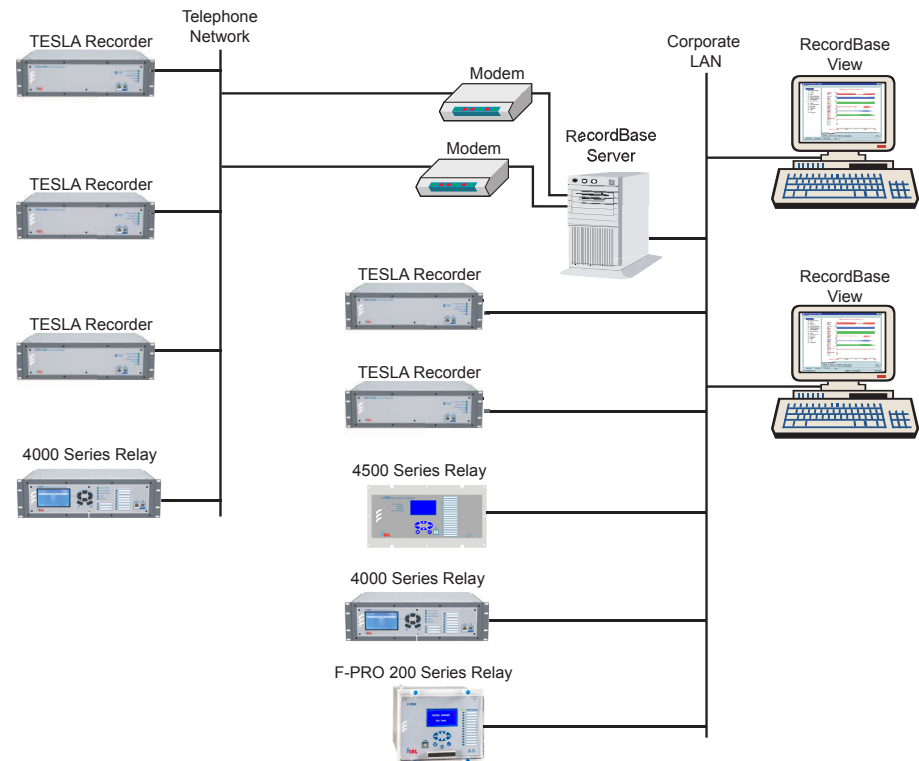 Telephone
Network
TESLA Recorder
Corporate
LAN
RecordBase
View
Modem
TESLA Recorder
Modem
RecordBase
Server
TESLA Recorder
RecordBase
View
TESLA Recorder
TESLA Recorder
4000 Series Relay
4500 Series Relay
4000 Series Relay
F-PRO 200 Series Relay